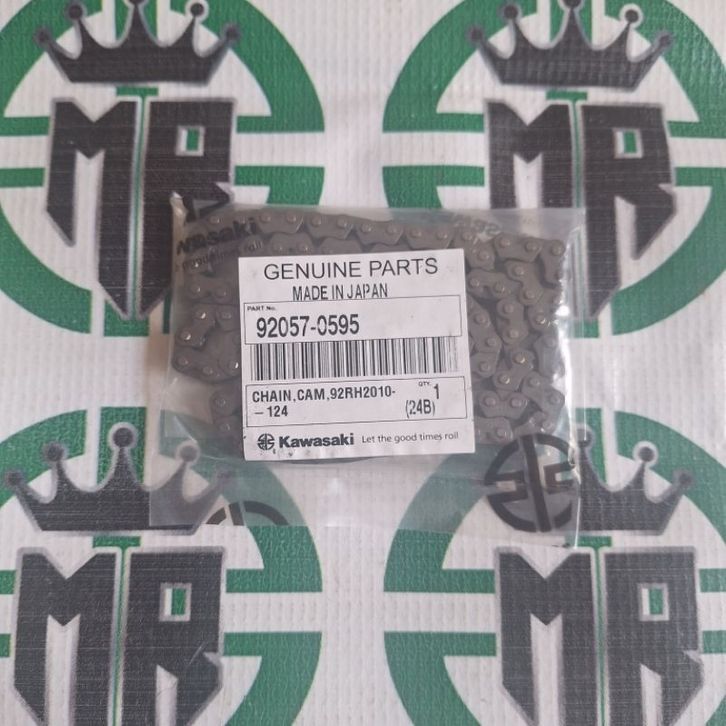 MR
MR
wasaki
GENUINE PARTS
MADE IN JAPAN
PART No.
92057-0595
CHAIN,CAM,92RH2010-
-124
QTY.
1
(24B)
Kawasaki Let the good times roll
MR
MR